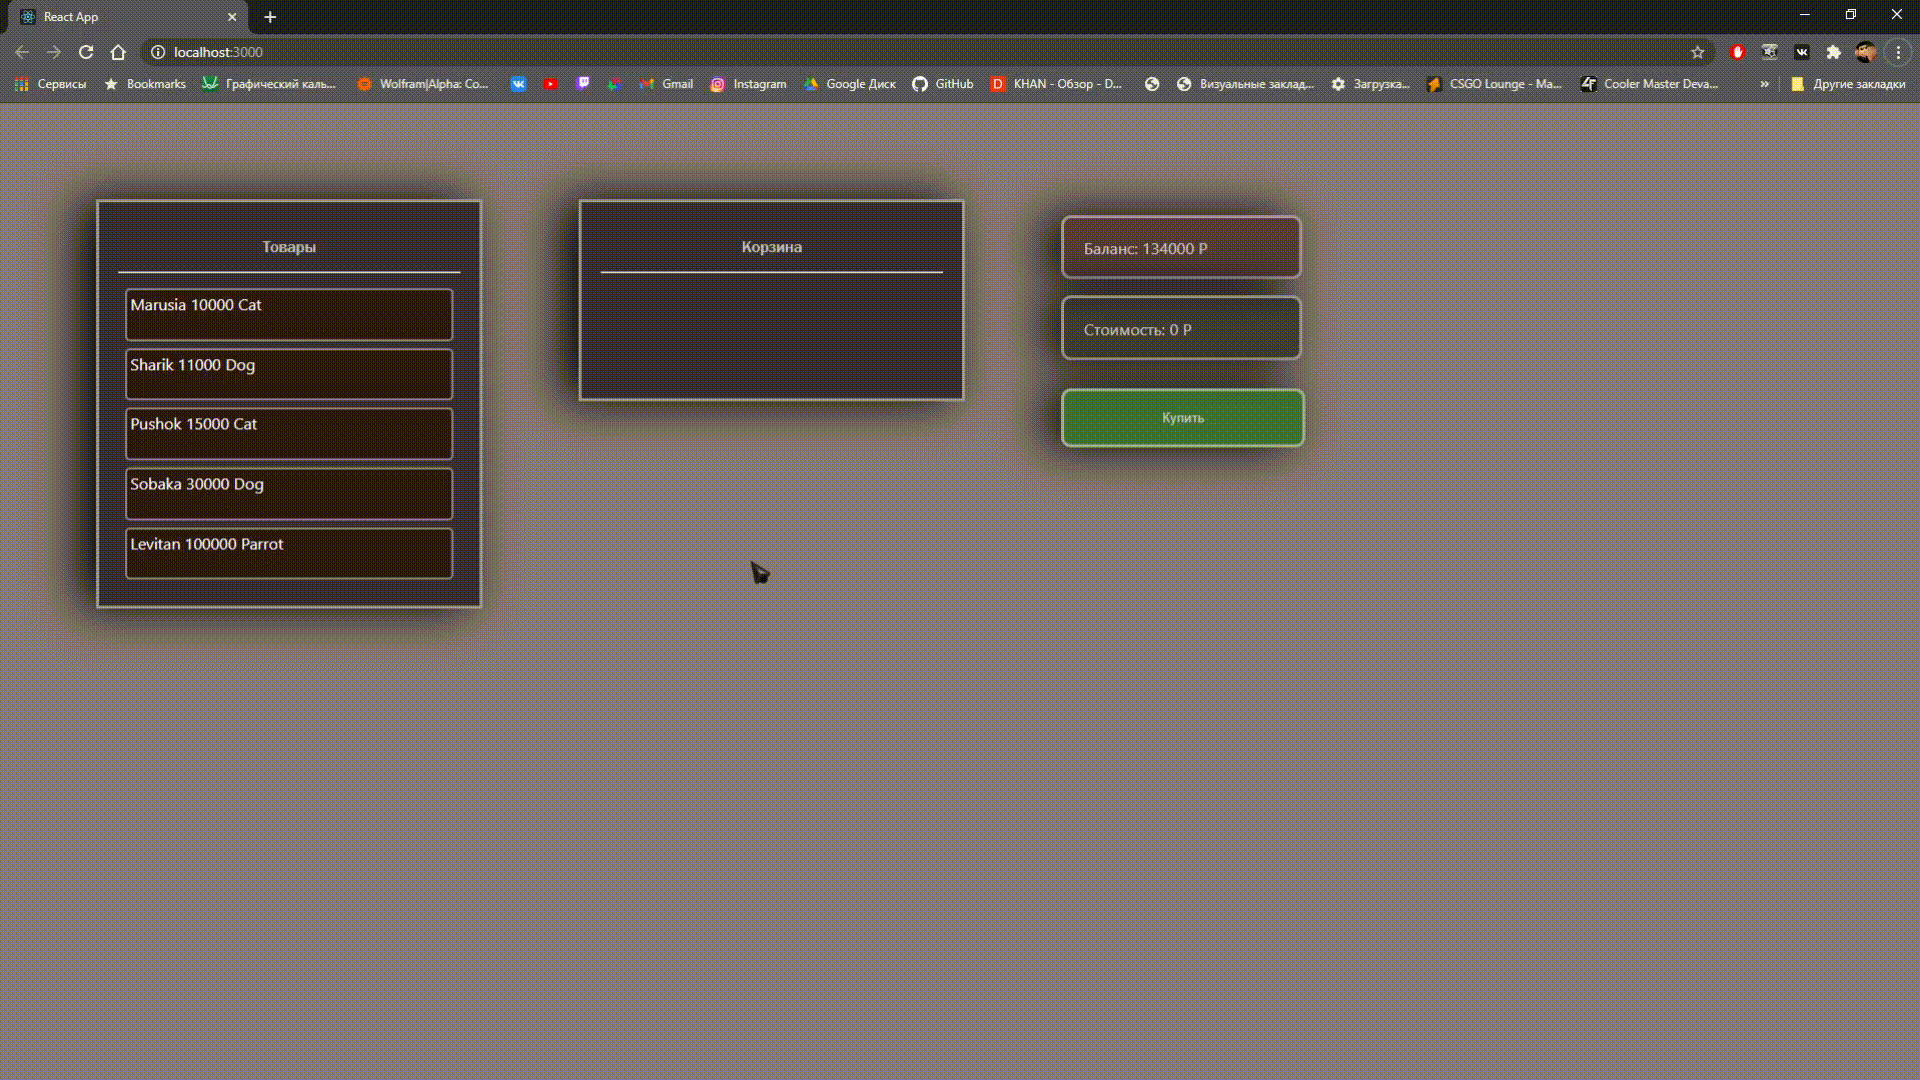 React App
localhost:3000
Сервисы
Bookmarks
Графический каль...
Wolfram|Alpha: Co...
Gmail
Instagram
Google Диск
GitHub
KHAN - Обзор - D...
Визуальные заклад...
Загрузка...
CSGO Lounge - Ma...
Cooler Master Deva...
»
Другие закладки
Товары
Marusia 10000 Cat
Sharik 11000 Dog
Pushok 15000 Cat
Sobaka 30000 Dog
Levitan 100000 Parrot
Корзина
Баланс: 134000 Р
Стоимость: 0 Р
Купить